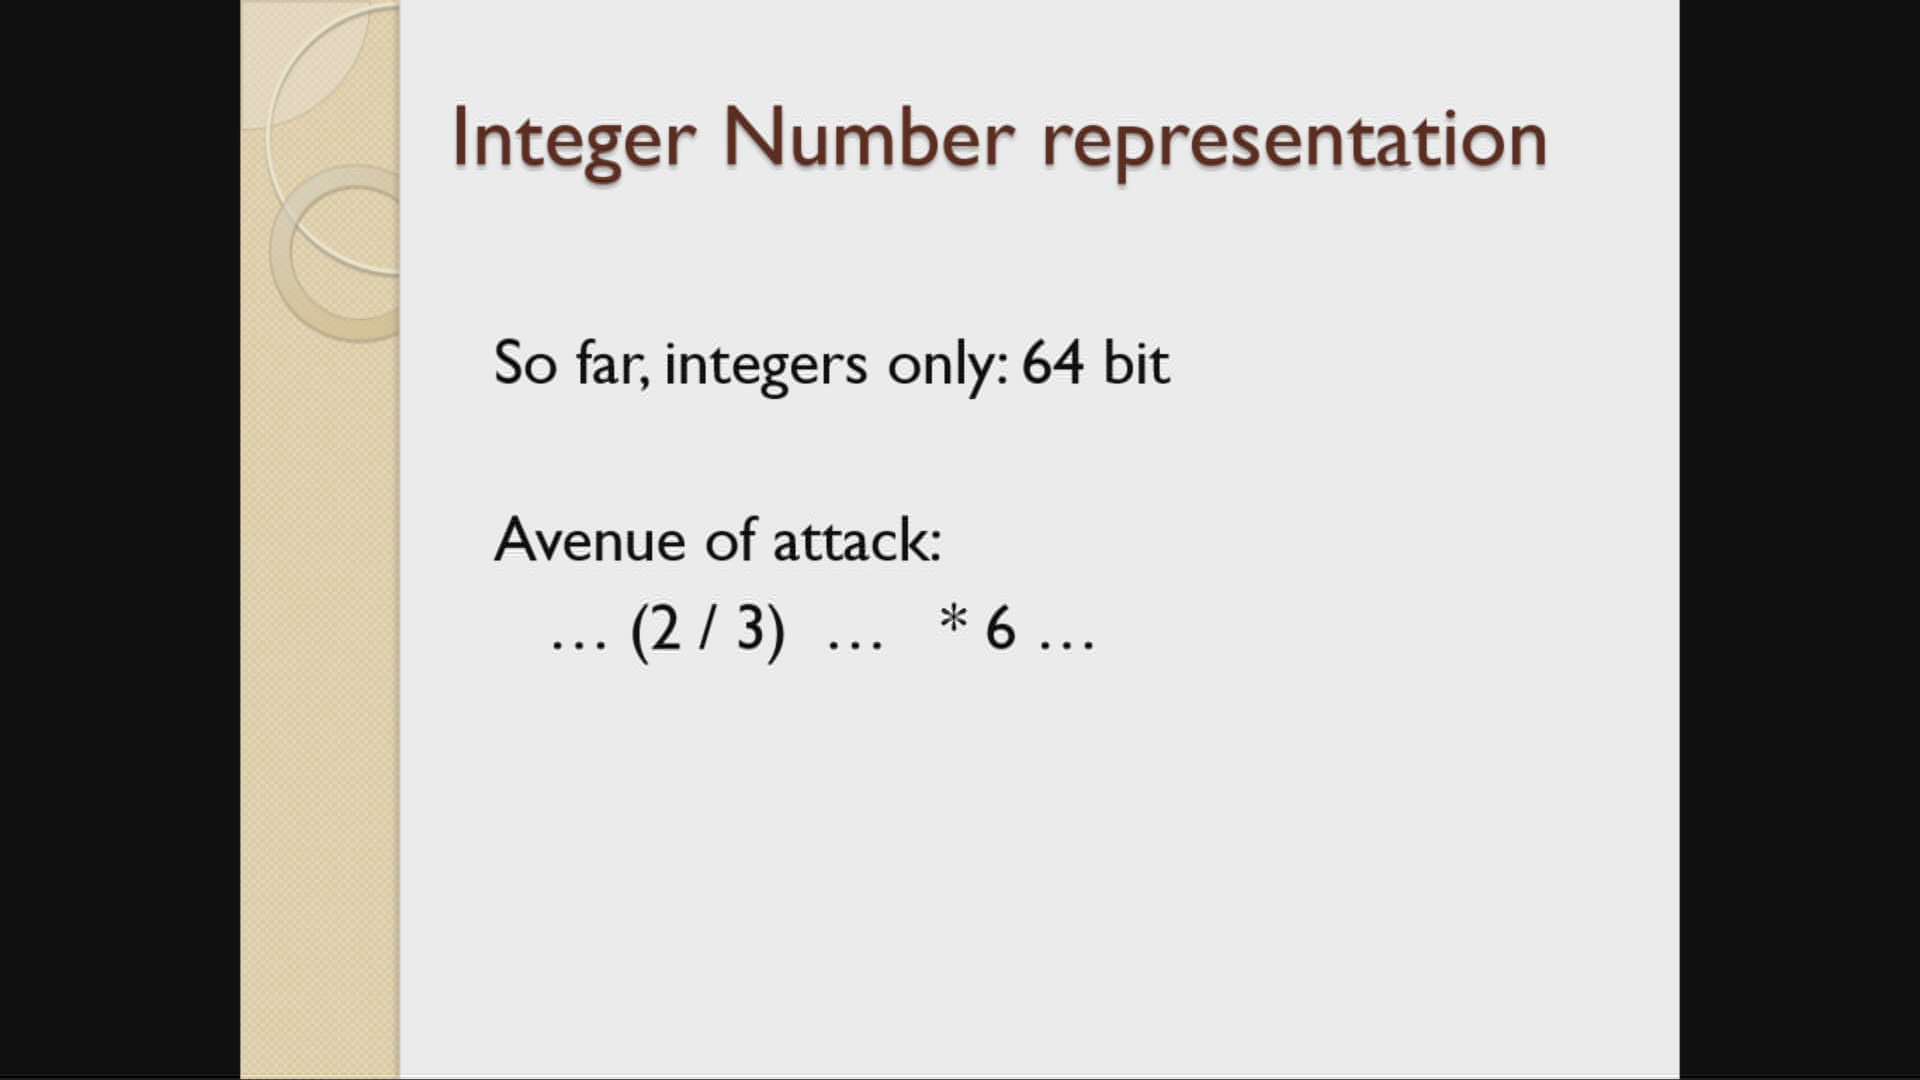 Integer Number representation
So far, integers only: 64 bit
Avenue of attack:
… (2 / 3) … * 6 …